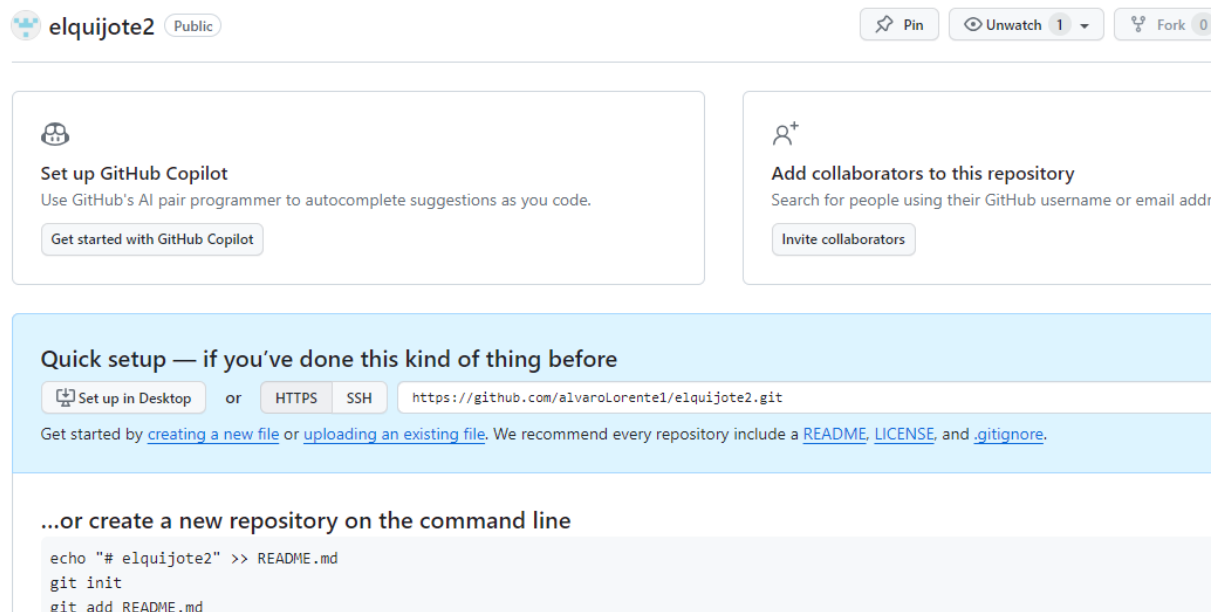 elquijote2 Public Pin Unwatch 1 Fork 0
Set up GitHub Copilot
Use GitHub's AI pair programmer to autocomplete suggestions as you code.
Get started with GitHub Copilot
Add collaborators to this repository
Search for people using their GitHub username or email addr
Invite collaborators
Quick setup — if you’ve done this kind of thing before
Set up in Desktop or HTTPS SSH https://github.com/alvaroLorente1/elquijote2.git
Get started by creating a new file or uploading an existing file. We recommend every repository include a README, LICENSE, and .gitignore.
…or create a new repository on the command line
echo "# elquijote2" >> README.md
git init
git add README.md